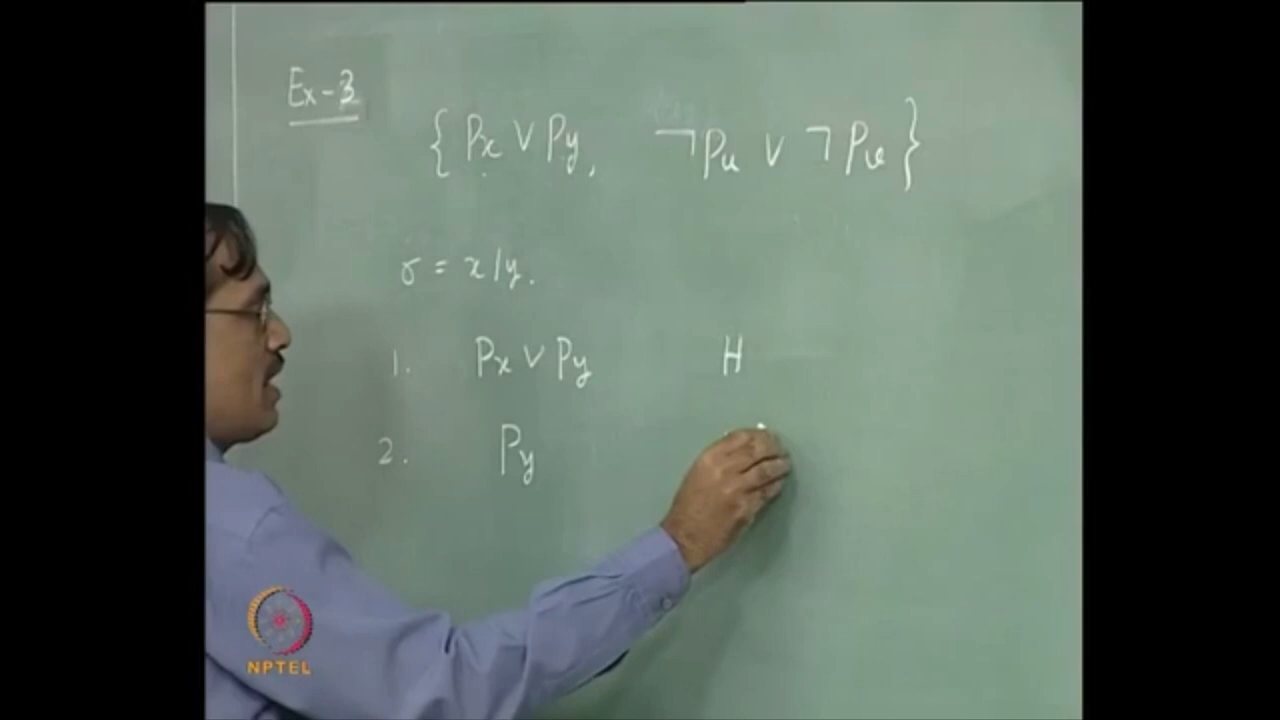 Ex-3
{ Px ∨ Py, ¬Pu ∨ ¬Pv }
σ = x/y.
1. Px ∨ Py H
2. Py
NPTEL